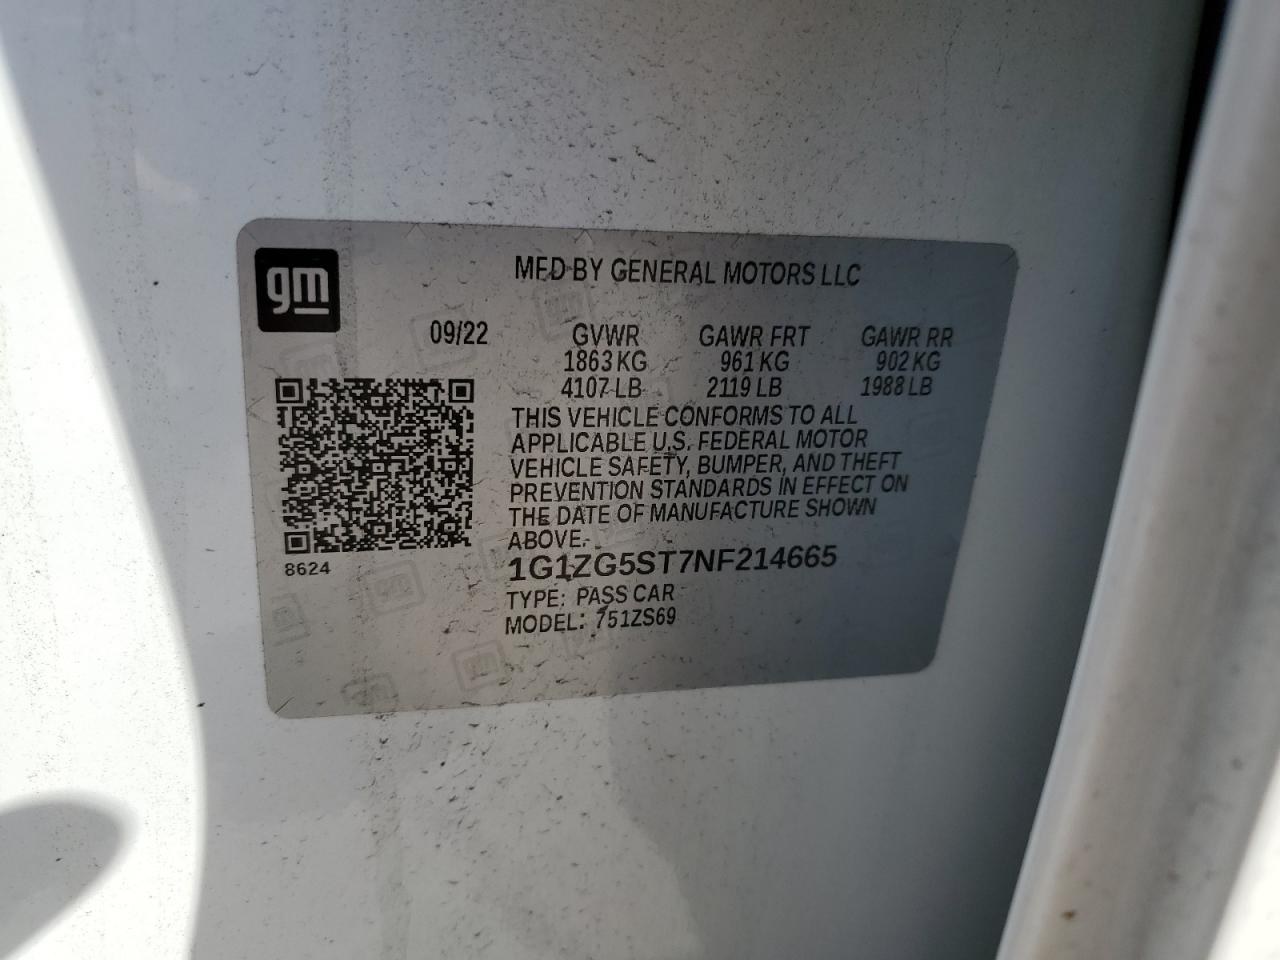 gm
MFD BY GENERAL MOTORS LLC
09/22 GVWR GAWR FRT GAWR RR
1863 KG 961 KG 902 KG
4107 LB 2119 LB 1988 LB
THIS VEHICLE CONFORMS TO ALL
APPLICABLE U.S. FEDERAL MOTOR
VEHICLE SAFETY, BUMPER, AND THEFT
PREVENTION STANDARDS IN EFFECT ON
THE DATE OF MANUFACTURE SHOWN
ABOVE.
8624
1G1ZG5ST7NF214665
TYPE: PASS CAR
MODEL: 751ZS69